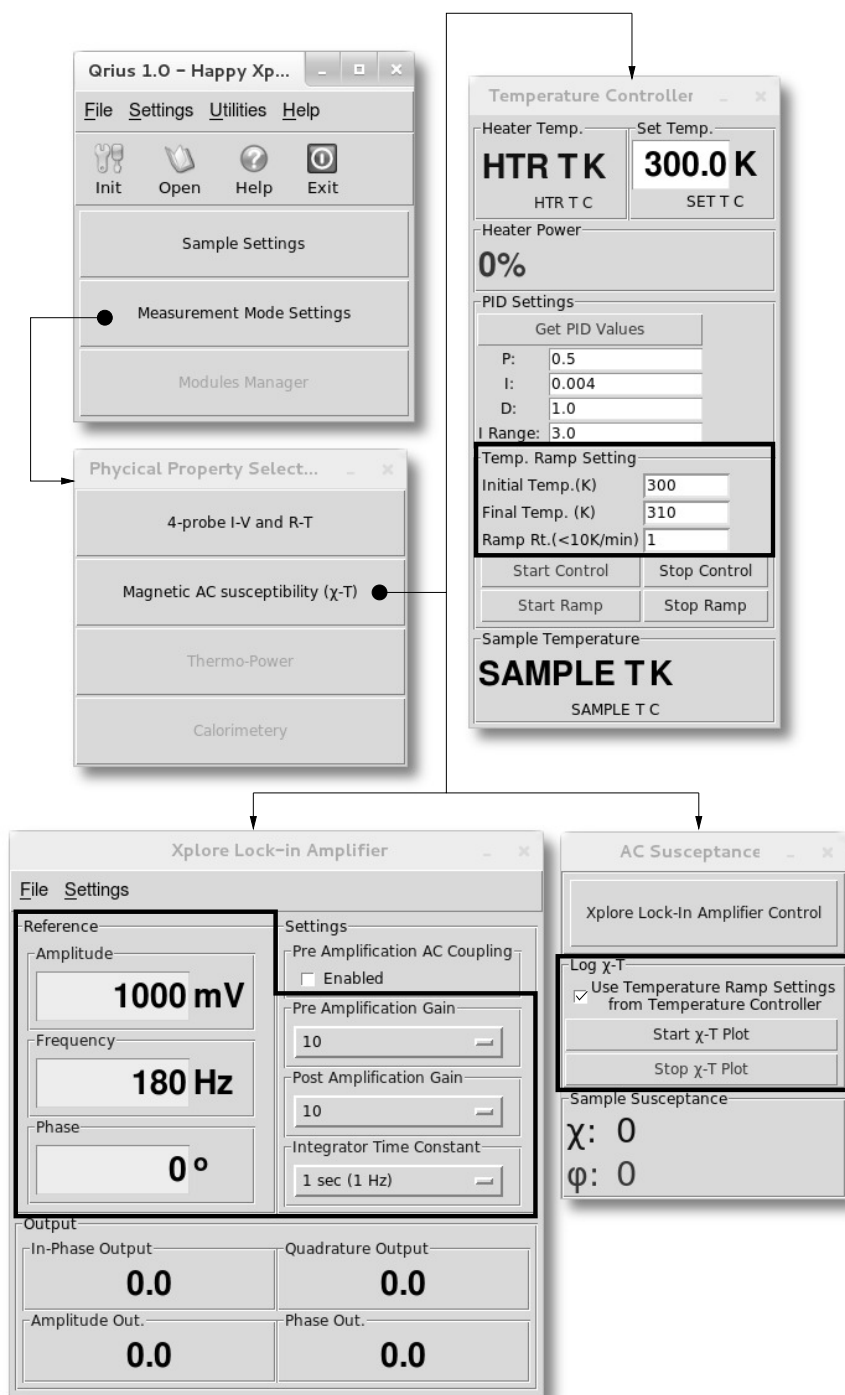 Qrius 1.0 – Happy Xp...
File Settings Utilities Help
Init Open Help Exit
Sample Settings
Measurement Mode Settings
Modules Manager
Phycical Property Select...
4-probe I-V and R-T
Magnetic AC susceptibility (χ-T)
Thermo-Power
Calorimetery
Temperature Controller
Heater Temp. Set Temp.
HTR T K 300.0 K
HTR T C SET T C
Heater Power
0%
PID Settings
Get PID Values
P: 0.5
I: 0.004
D: 1.0
I Range: 3.0
Temp. Ramp Setting
Initial Temp.(K) 300
Final Temp. (K) 310
Ramp Rt.(<10K/min) 1
Start Control Stop Control
Start Ramp Stop Ramp
Sample Temperature
SAMPLE T K
SAMPLE T C
Xplore Lock-in Amplifier
File Settings
Reference
Amplitude
1000 mV
Frequency
180 Hz
Phase
0 °
Settings
Pre Amplification AC Coupling
Enabled
Pre Amplification Gain
10
Post Amplification Gain
10
Integrator Time Constant
1 sec (1 Hz)
Output
In-Phase Output Quadrature Output
0.0 0.0
Amplitude Out. Phase Out.
0.0 0.0
AC Susceptance
Xplore Lock-In Amplifier Control
Log χ-T
Use Temperature Ramp Settings
from Temperature Controller
Start χ-T Plot
Stop χ-T Plot
Sample Susceptance
χ: 0
φ: 0